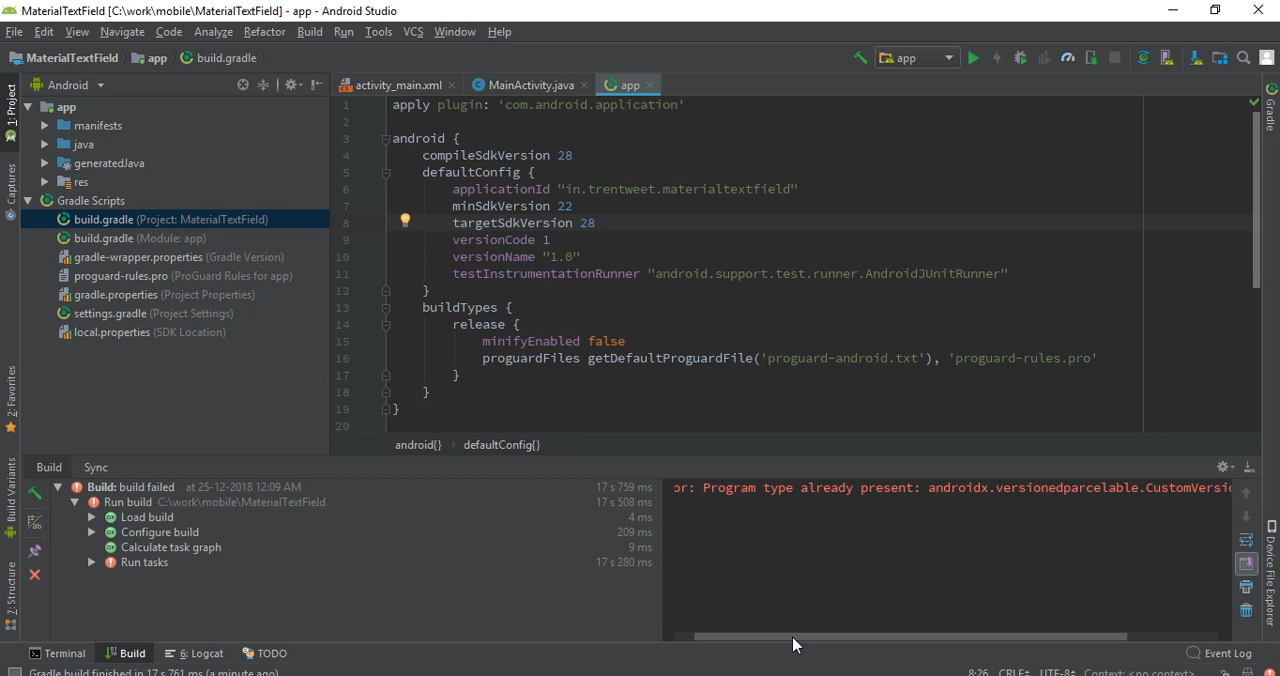 MaterialTextField [C:\work\mobile\MaterialTextField] - app - Android Studio
File Edit View Navigate Code Analyze Refactor Build Run Tools VCS Window Help
MaterialTextField app build.gradle app
1: Project
Captures
2: Favorites
Build Variants
7: Structure
Android
app
manifests
java
generatedJava
res
Gradle Scripts
build.gradle (Project: MaterialTextField)
build.gradle (Module: app)
gradle-wrapper.properties (Gradle Version)
proguard-rules.pro (ProGuard Rules for app)
gradle.properties (Project Properties)
settings.gradle (Project Settings)
local.properties (SDK Location)
activity_main.xml MainActivity.java app
1 apply plugin: 'com.android.application'
2
3 android {
4 compileSdkVersion 28
5 defaultConfig {
6 applicationId "in.trentweet.materialtextfield"
7 minSdkVersion 22
8 targetSdkVersion 28
9 versionCode 1
10 versionName "1.0"
11 testInstrumentationRunner "android.support.test.runner.AndroidJUnitRunner"
12 }
13 buildTypes {
14 release {
15 minifyEnabled false
16 proguardFiles getDefaultProguardFile('proguard-android.txt'), 'proguard-rules.pro'
17 }
18 }
19 }
20
android{} defaultConfig{}
Gradle
Device File Explorer
Build Sync
Build: build failed at 25-12-2018 12:09 AM 17 s 759 ms
Run build C:\work\mobile\MaterialTextField 17 s 508 ms
Load build 4 ms
Configure build 209 ms
Calculate task graph 9 ms
Run tasks 17 s 280 ms
or: Program type already present: androidx.versionedparcelable.CustomVersi
Terminal Build 6: Logcat TODO Event Log
Gradle build finished in 17 s 761 ms (a minute ago) 8:26 CRLF UTF-8 Context: <no context>